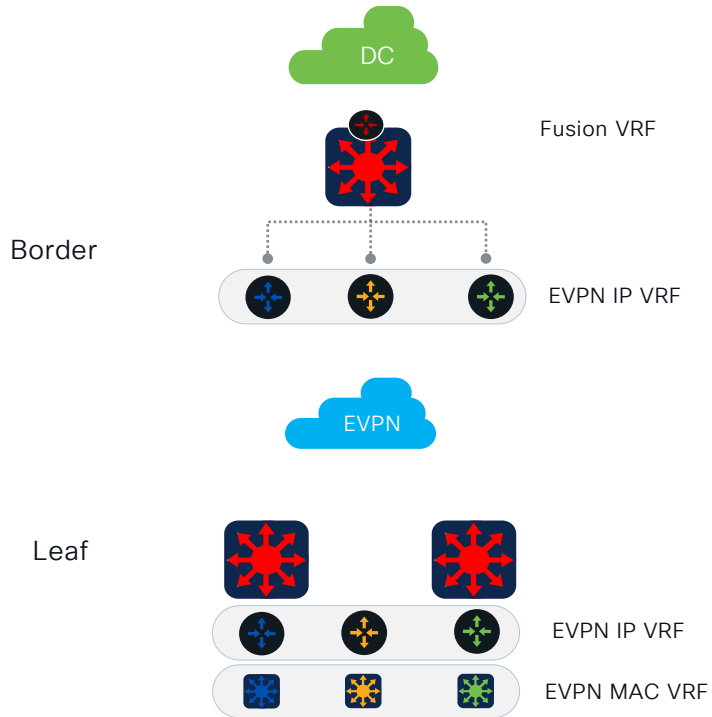 DC
Fusion VRF
Border
EVPN IP VRF
EVPN
Leaf
EVPN IP VRF
EVPN MAC VRF